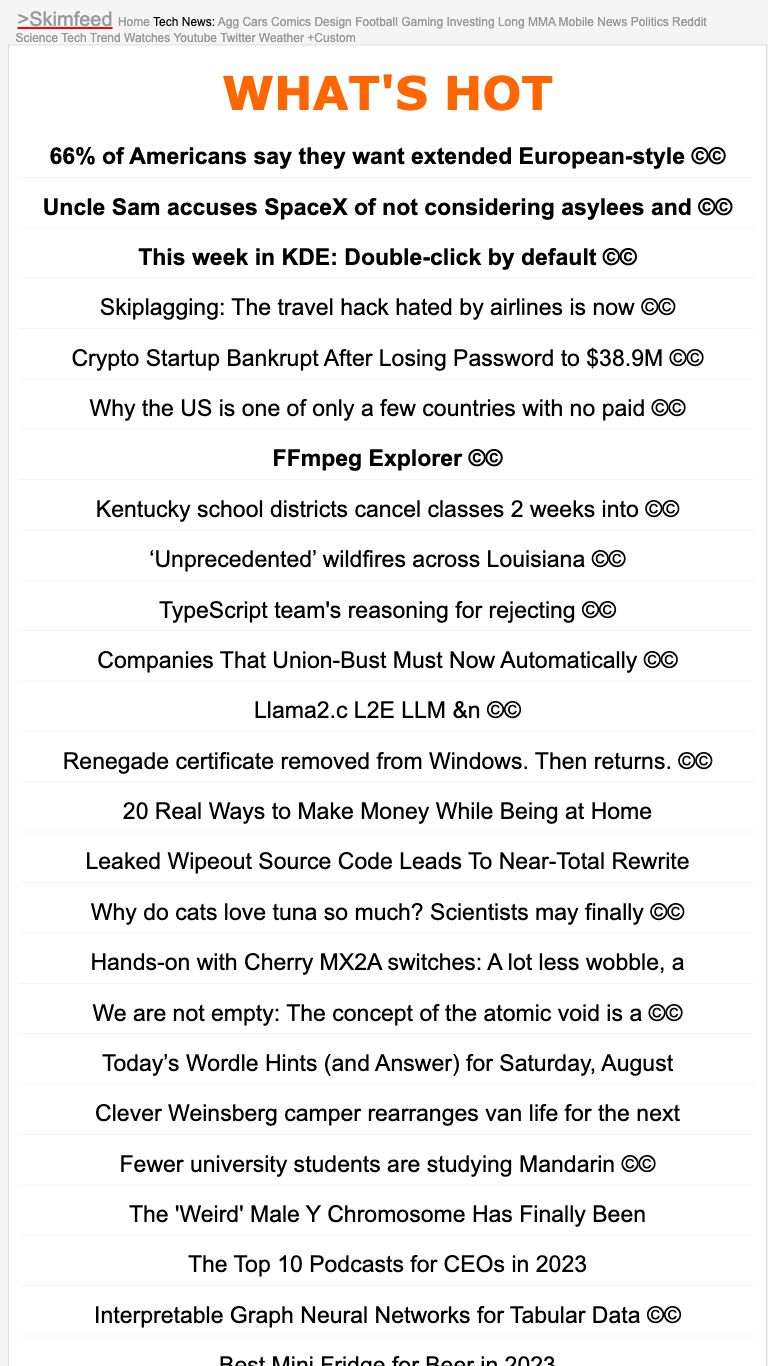 >Skimfeed Home Tech News: Agg Cars Comics Design Football Gaming Investing Long MMA Mobile News Politics Reddit
Science Tech Trend Watches Youtube Twitter Weather +Custom
WHAT'S HOT
66% of Americans say they want extended European-style ©©
Uncle Sam accuses SpaceX of not considering asylees and ©©
This week in KDE: Double-click by default ©©
Skiplagging: The travel hack hated by airlines is now ©©
Crypto Startup Bankrupt After Losing Password to $38.9M ©©
Why the US is one of only a few countries with no paid ©©
FFmpeg Explorer ©©
Kentucky school districts cancel classes 2 weeks into ©©
‘Unprecedented’ wildfires across Louisiana ©©
TypeScript team's reasoning for rejecting ©©
Companies That Union-Bust Must Now Automatically ©©
Llama2.c L2E LLM &n ©©
Renegade certificate removed from Windows. Then returns. ©©
20 Real Ways to Make Money While Being at Home
Leaked Wipeout Source Code Leads To Near-Total Rewrite
Why do cats love tuna so much? Scientists may finally ©©
Hands-on with Cherry MX2A switches: A lot less wobble, a
We are not empty: The concept of the atomic void is a ©©
Today’s Wordle Hints (and Answer) for Saturday, August
Clever Weinsberg camper rearranges van life for the next
Fewer university students are studying Mandarin ©©
The 'Weird' Male Y Chromosome Has Finally Been
The Top 10 Podcasts for CEOs in 2023
Interpretable Graph Neural Networks for Tabular Data ©©
Best Mini Fridge for Beer in 2023